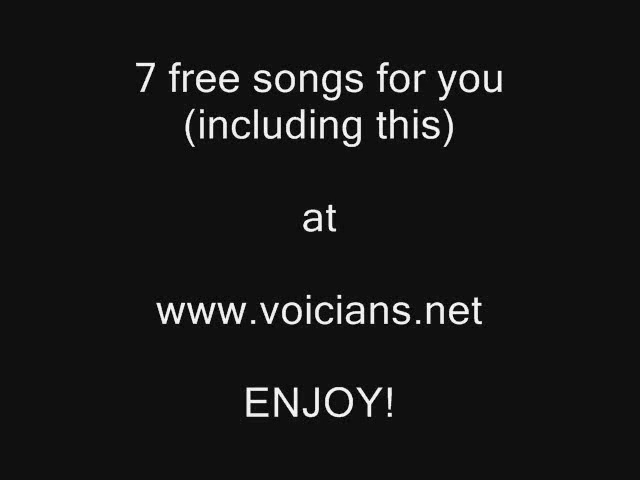 7 free songs for you
(including this)
at
www.voicians.net
ENJOY!